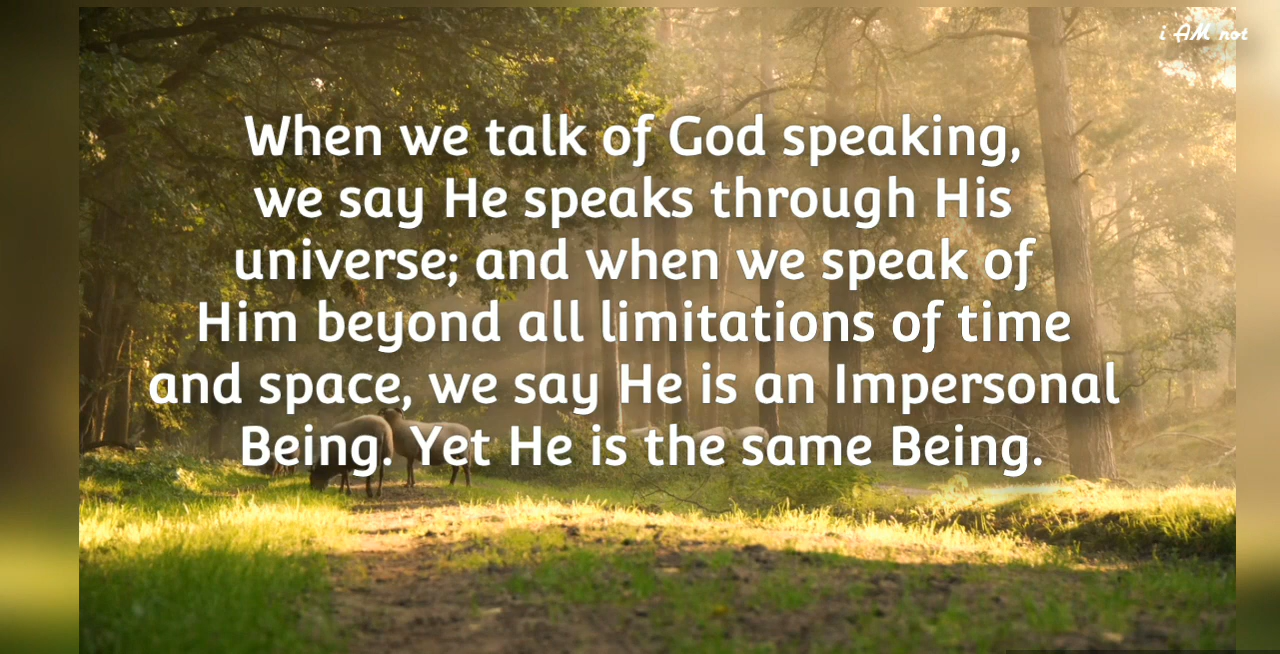 i AM not
When we talk of God speaking,
we say He speaks through His
universe; and when we speak of
Him beyond all limitations of time
and space, we say He is an Impersonal
Being. Yet He is the same Being.